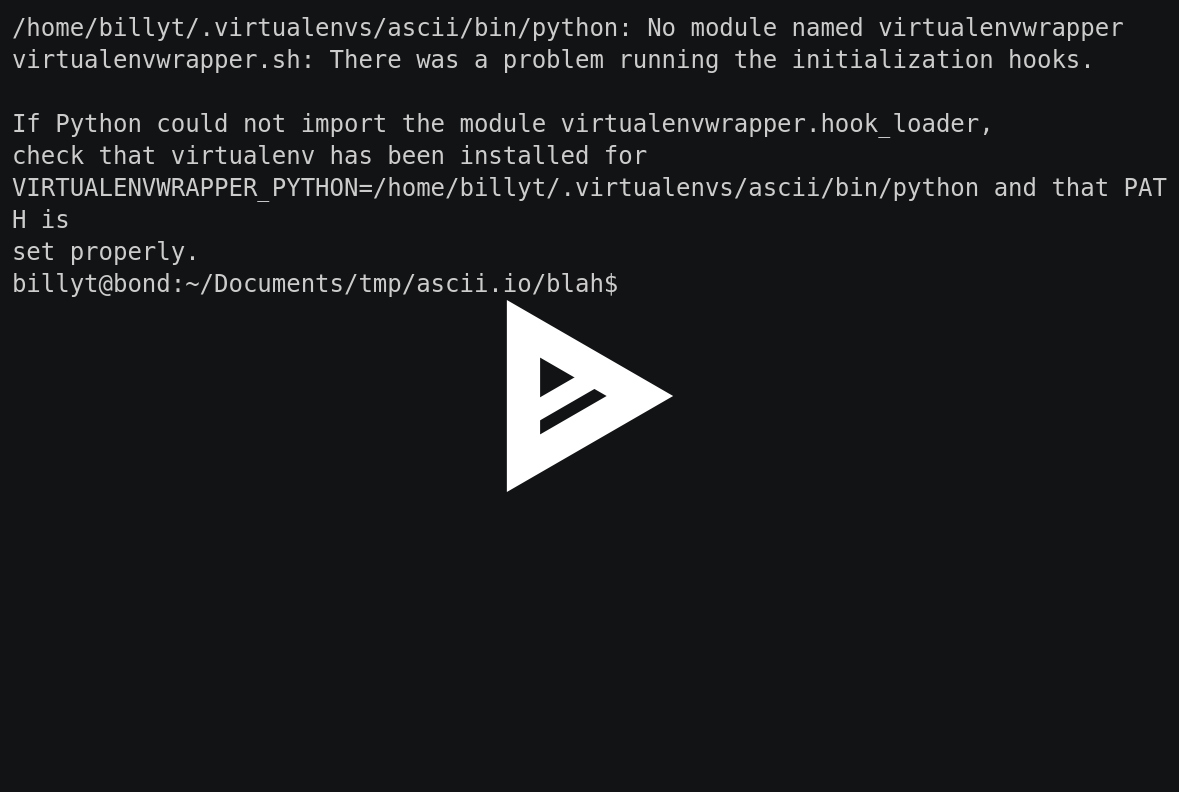 /home/billyt/.virtualenvs/ascii/bin/python: No module named virtualenvwrapper
virtualenvwrapper.sh: There was a problem running the initialization hooks.

If Python could not import the module virtualenvwrapper.hook_loader,
check that virtualenv has been installed for
VIRTUALENVWRAPPER_PYTHON=/home/billyt/.virtualenvs/ascii/bin/python and that PAT
H is
set properly.
billyt@bond:~/Documents/tmp/ascii.io/blah$